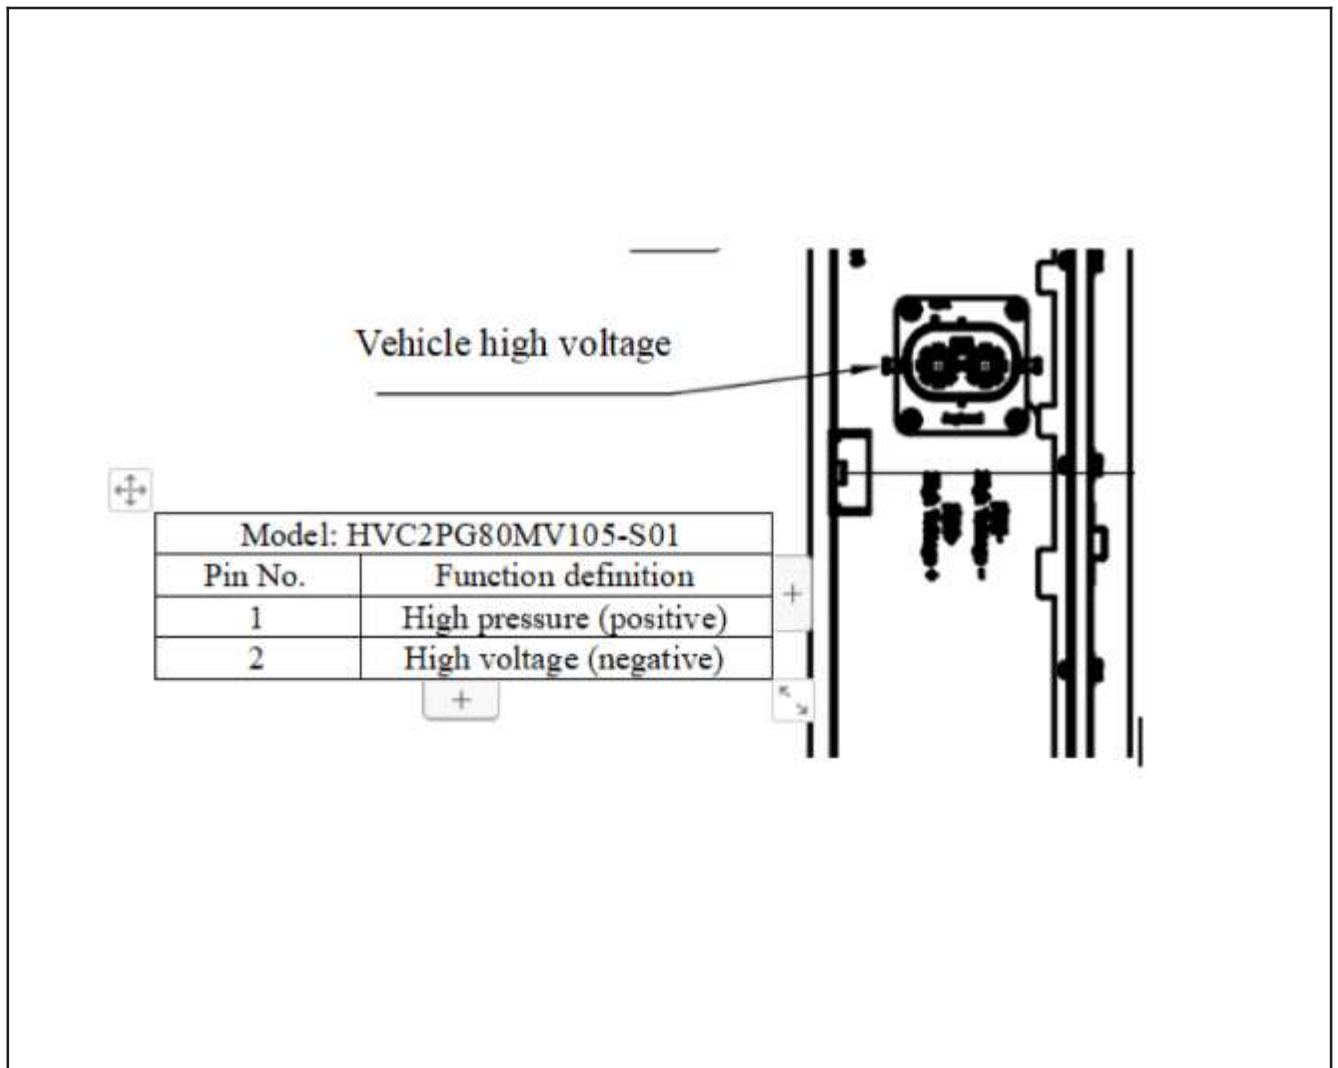 Vehicle high voltage
Model: HVC2PG80MV105-S01
Pin No. Function definition
1 High pressure (positive)
2 High voltage (negative)